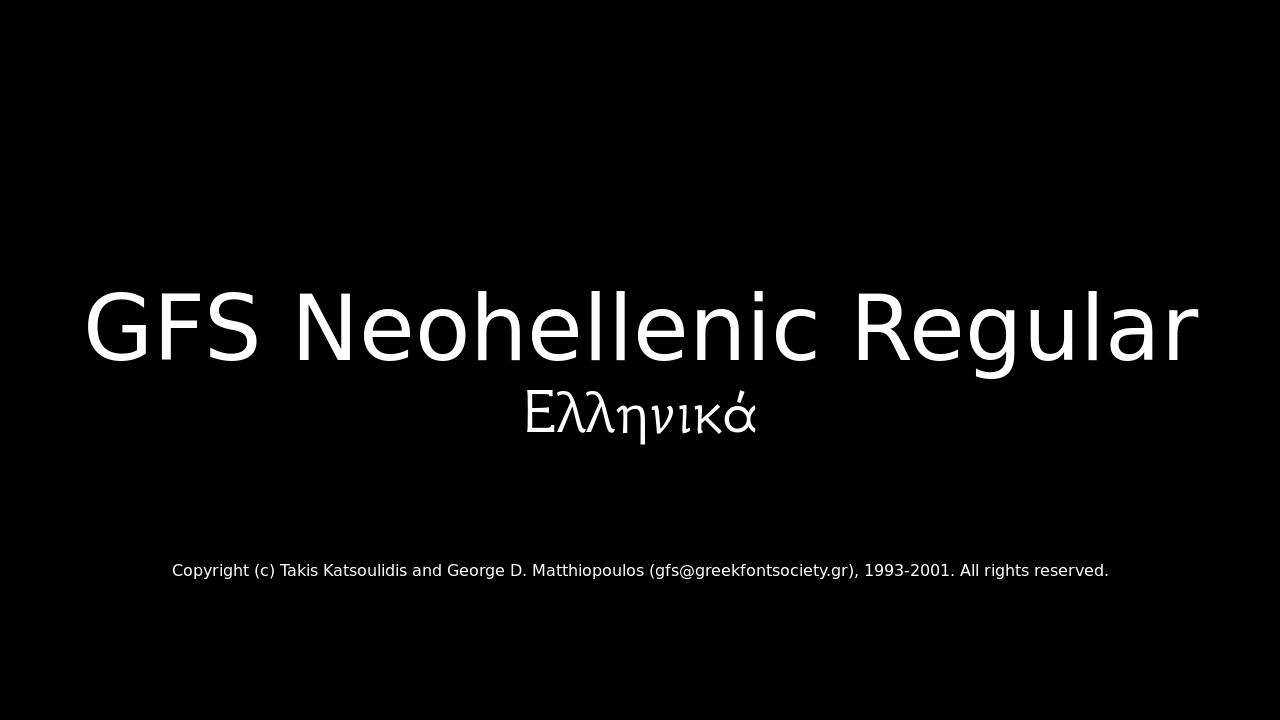 GFS Neohellenic Regular
Ελληνικά
Copyright (c) Takis Katsoulidis and George D. Matthiopoulos (gfs@greekfontsociety.gr), 1993-2001. All rights reserved.